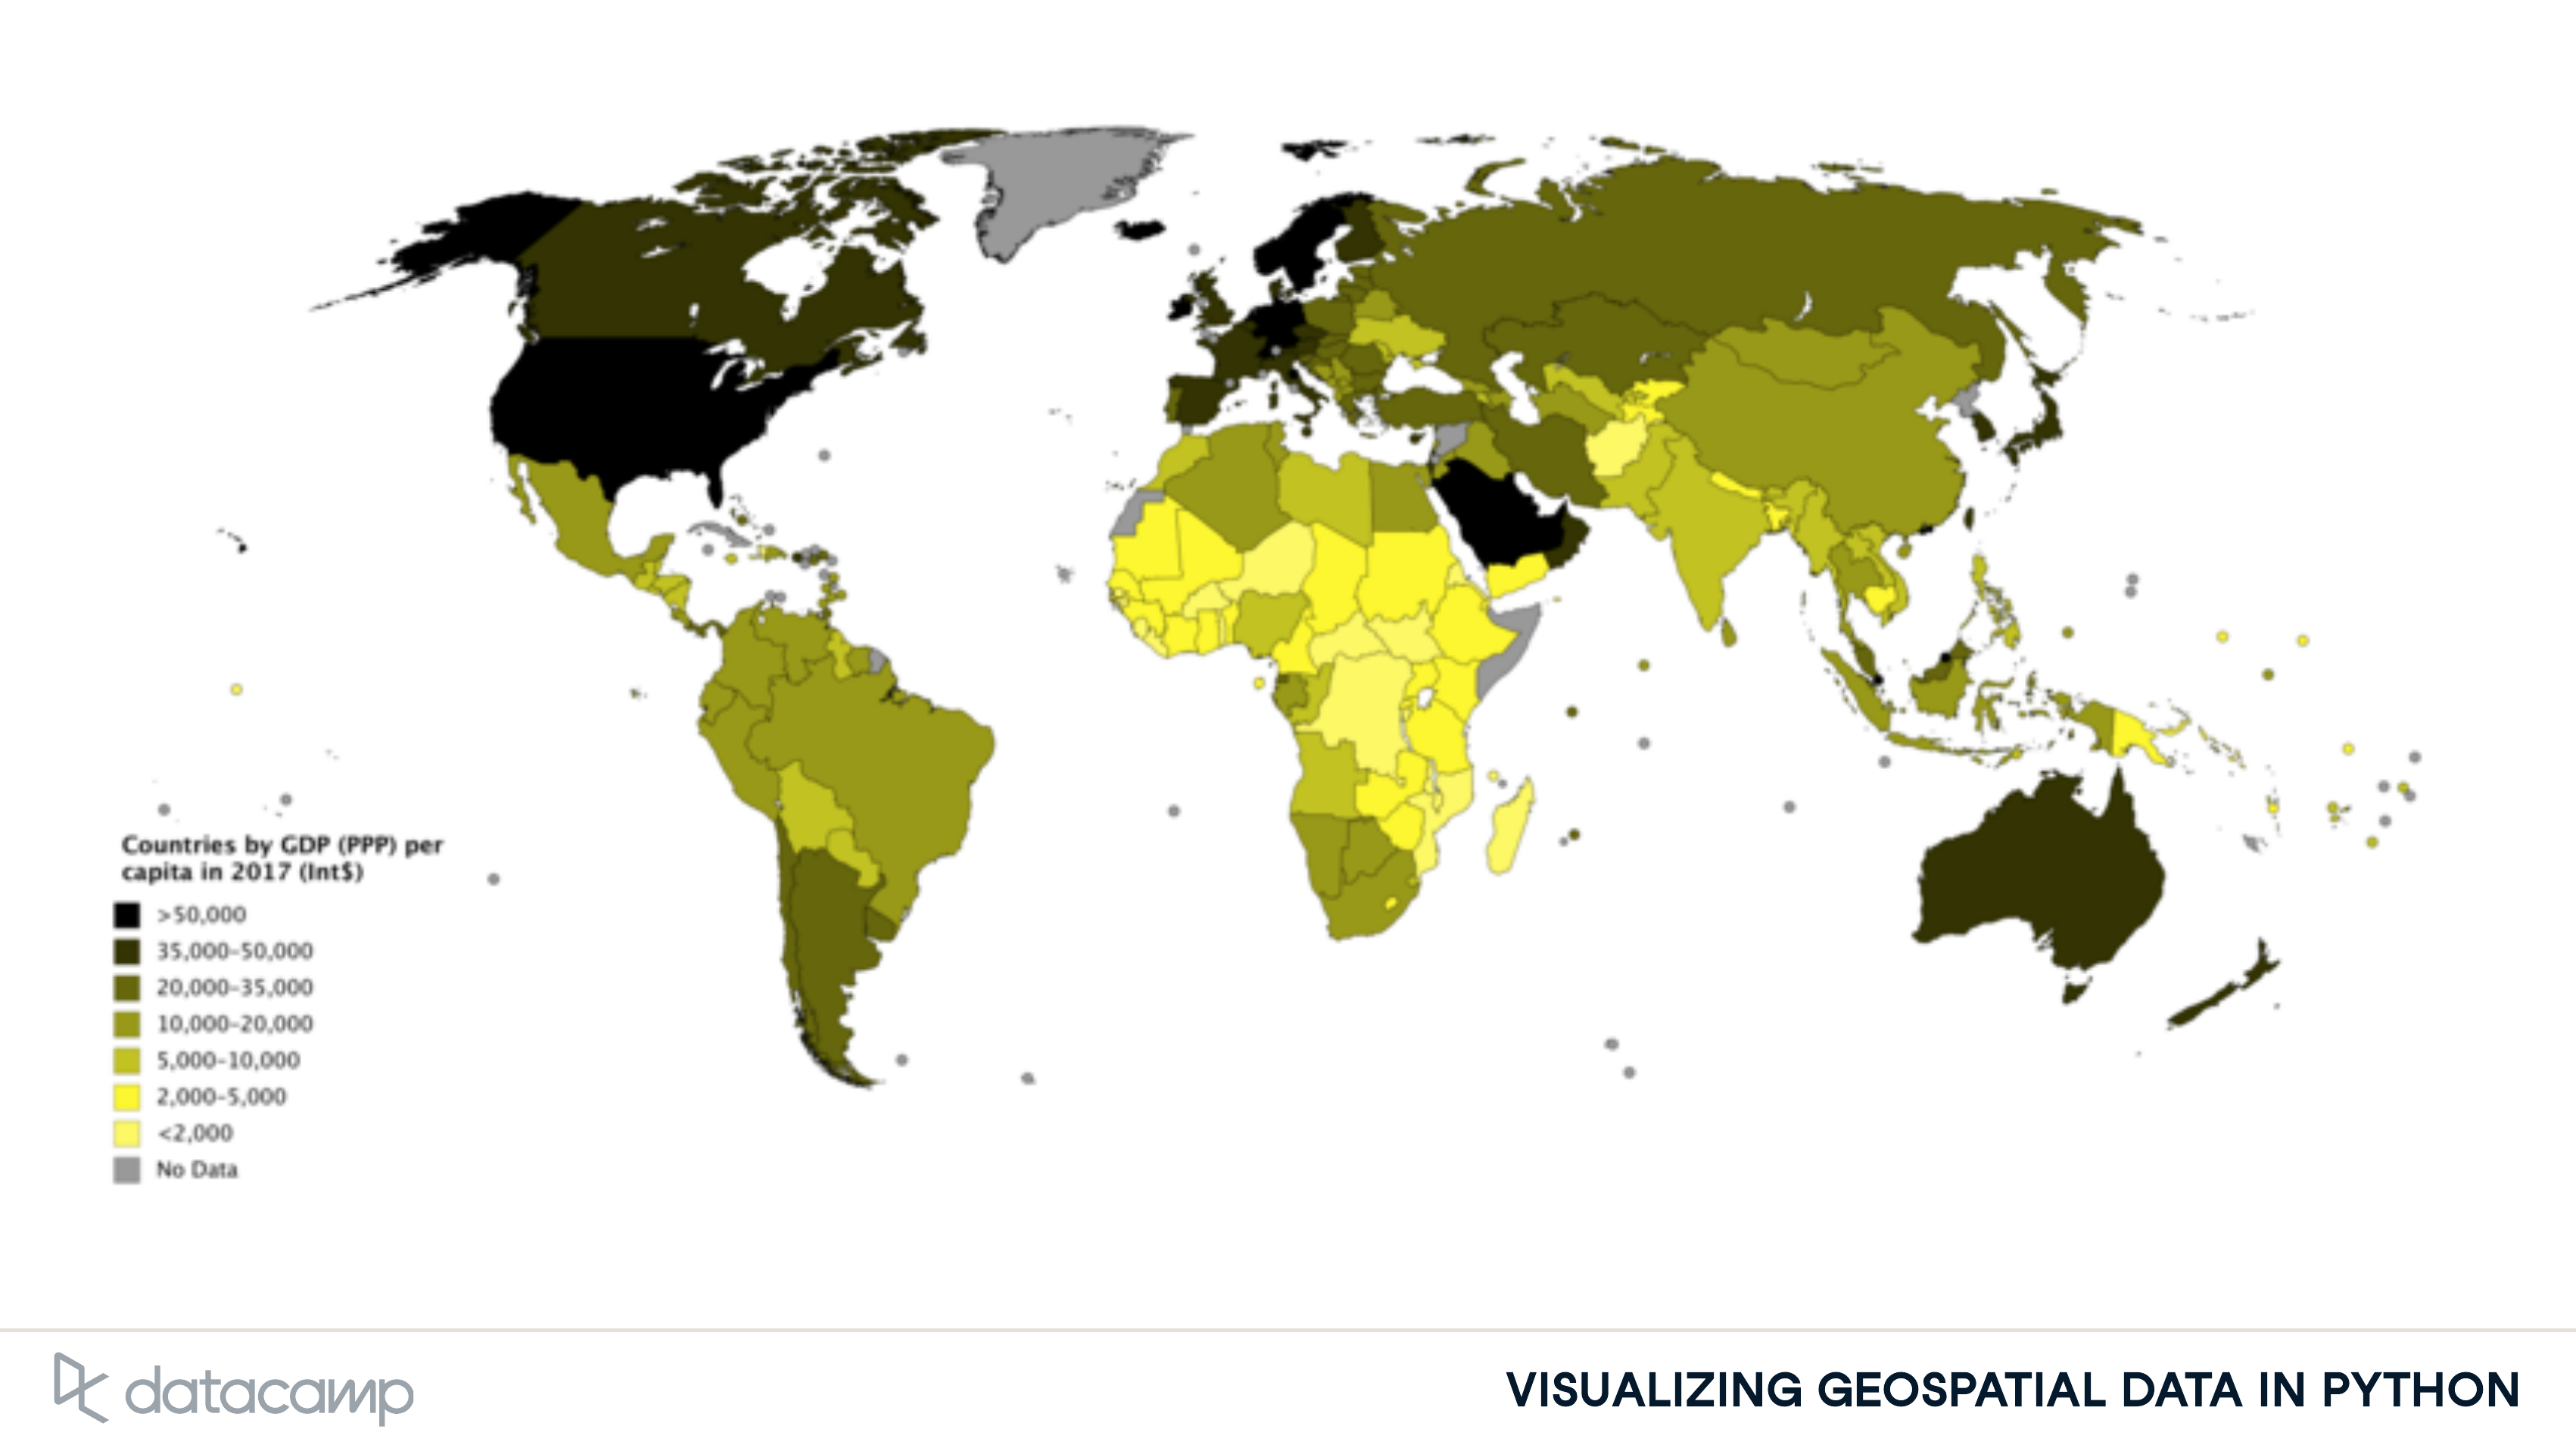 Countries by GDP (PPP) per
capita in 2017 (Int$)
>50,000
35,000–50,000
20,000–35,000
10,000–20,000
5,000–10,000
2,000–5,000
<2,000
No Data
datacamp
VISUALIZING GEOSPATIAL DATA IN PYTHON